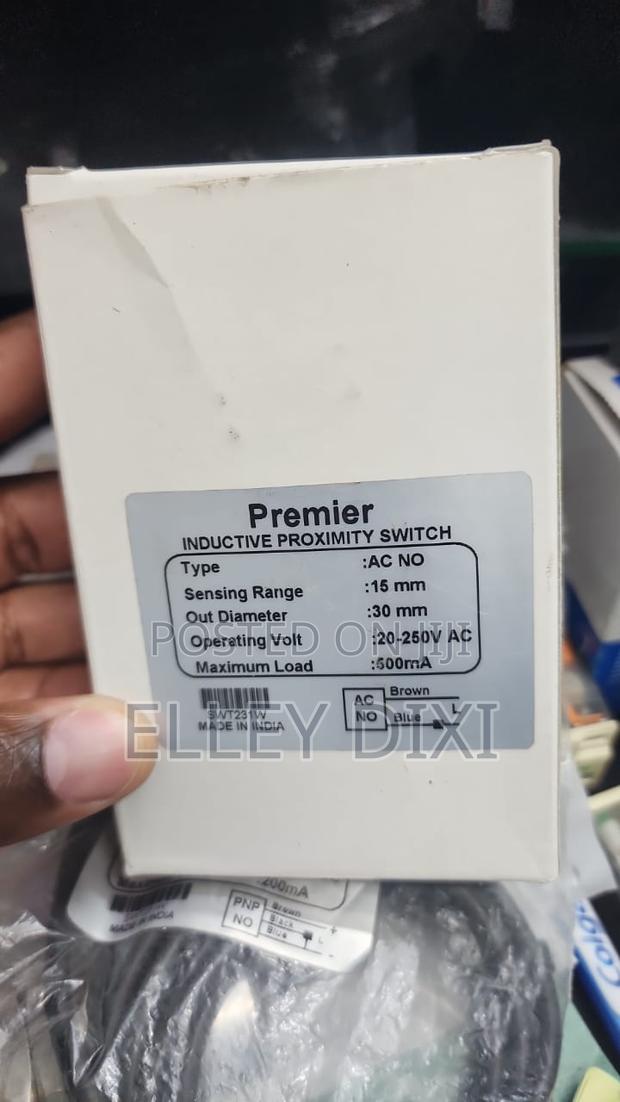 Premier
INDUCTIVE PROXIMITY SWITCH
Type :AC NO
Sensing Range :15 mm
Out Diameter :30 mm
Operating Volt :20-250V AC
Maximum Load :500mA
SWT231W
MADE IN INDIA
AC
NO
Brown
Blue
L
POSTED ON JIJI
ELLEY DIXI
:200mA
MADE IN INDIA
PNP
NO
Brown
Black
Blue
+
L
-